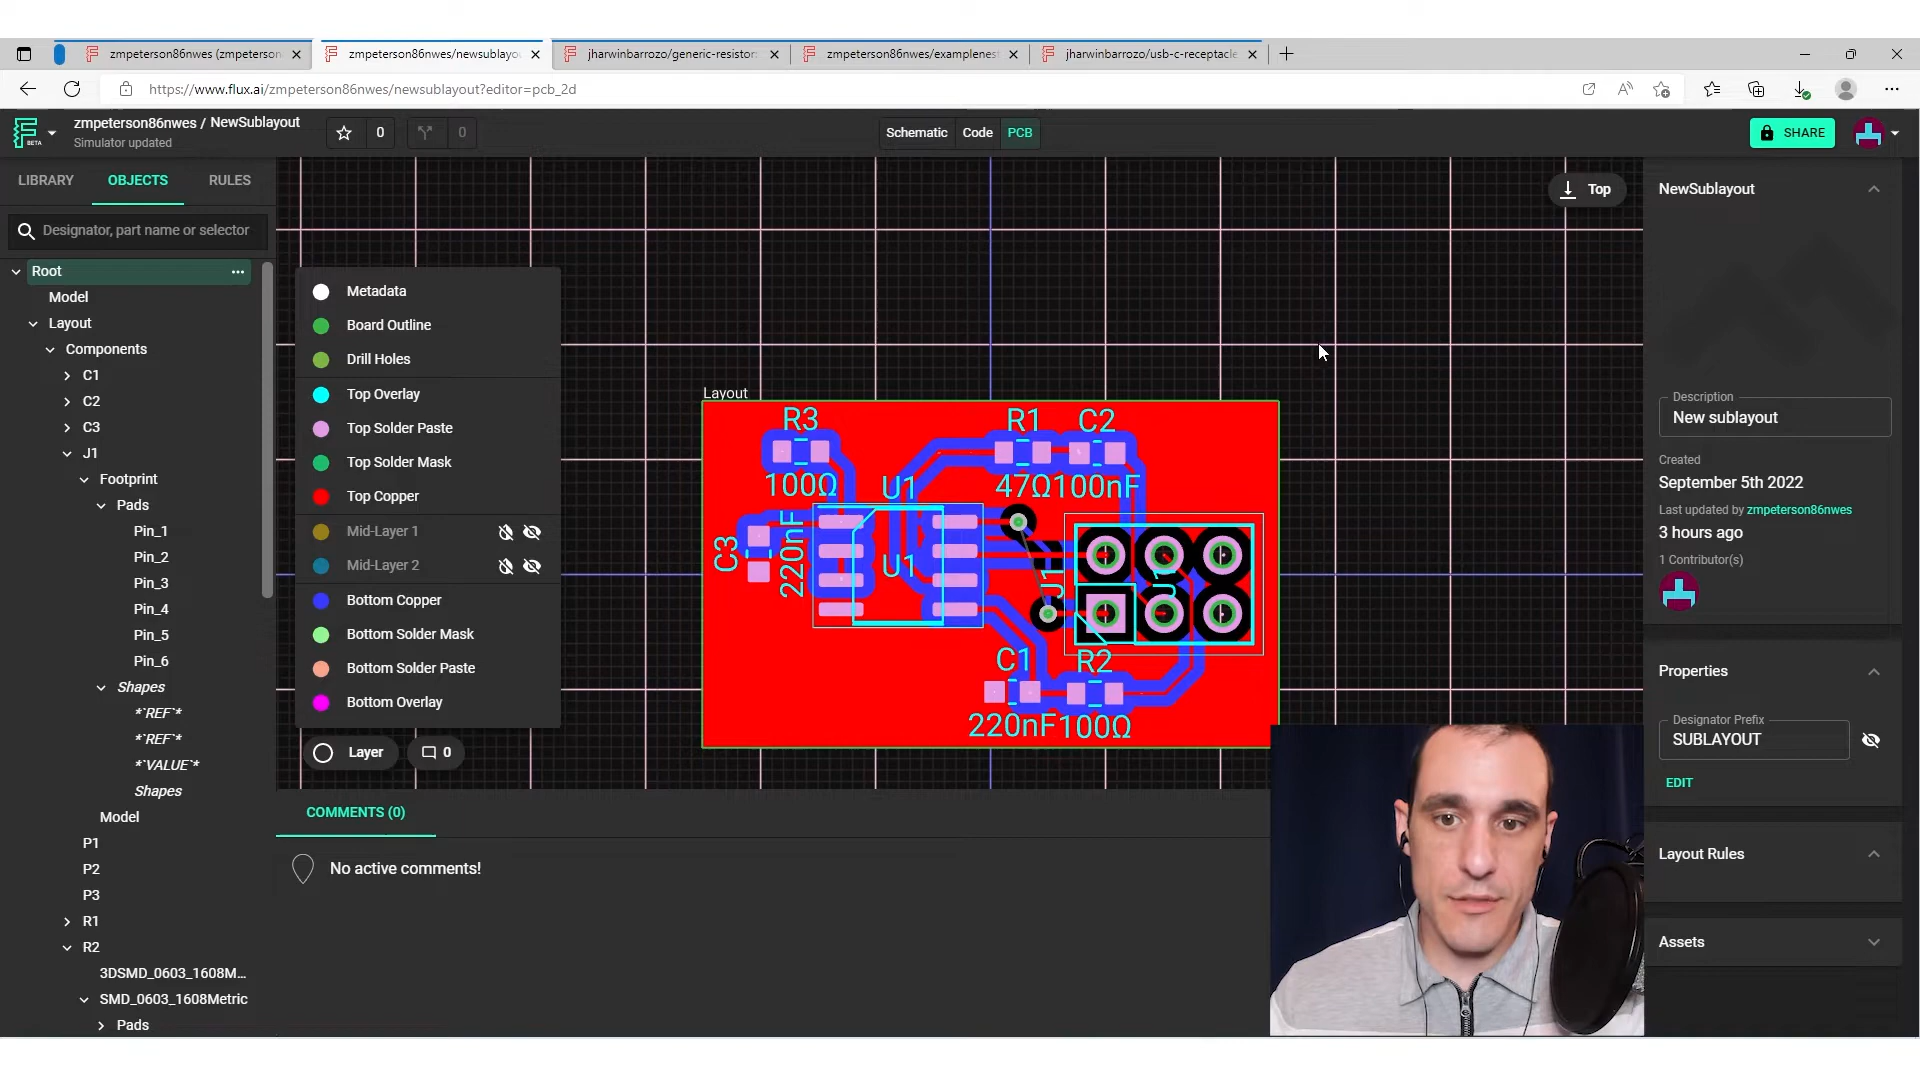 zmpeterson86nwes (zmpeterson
zmpeterson86nwes/newsublayo
jharwinbarrozo/generic-resistor
zmpeterson86nwes/examplenest
jharwinbarrozo/usb-c-receptacle
https://www.flux.ai/zmpeterson86nwes/newsublayout?editor=pcb_2d
BETA
zmpeterson86nwes / NewSublayout
Simulator updated
0
0
Schematic
Code
PCB
SHARE
LIBRARY
OBJECTS
RULES
Designator, part name or selector
Root
Model
Layout
Components
C1
C2
C3
J1
Footprint
Pads
Pin_1
Pin_2
Pin_3
Pin_4
Pin_5
Pin_6
Shapes
*`REF`*
*`REF`*
*`VALUE`*
Shapes
Model
P1
P2
P3
R1
R2
3DSMD_0603_1608M...
SMD_0603_1608Metric
Pads
Metadata
Board Outline
Drill Holes
Top Overlay
Top Solder Paste
Top Solder Mask
Top Copper
Mid-Layer 1
Mid-Layer 2
Bottom Copper
Bottom Solder Mask
Bottom Solder Paste
Bottom Overlay
Layer
0
Top
Layout
R3
100Ω
R1
C2
47Ω
100nF
U1
U1
C3
220nF
J1
C1
R2
220nF
100Ω
COMMENTS (0)
No active comments!
NewSublayout
Description
New sublayout
Created
September 5th 2022
Last updated by zmpeterson86nwes
3 hours ago
1 Contributor(s)
Properties
Designator Prefix
SUBLAYOUT
EDIT
Layout Rules
Assets